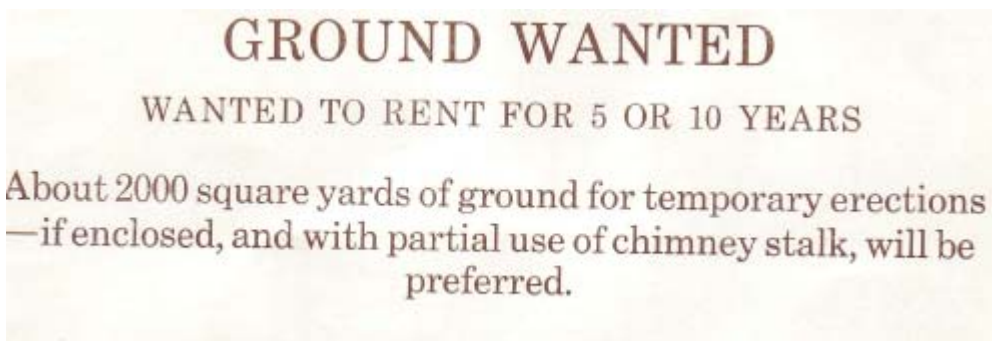 GROUND WANTED
WANTED TO RENT FOR 5 OR 10 YEARS
About 2000 square yards of ground for temporary erections
—if enclosed, and with partial use of chimney stalk, will be
preferred.